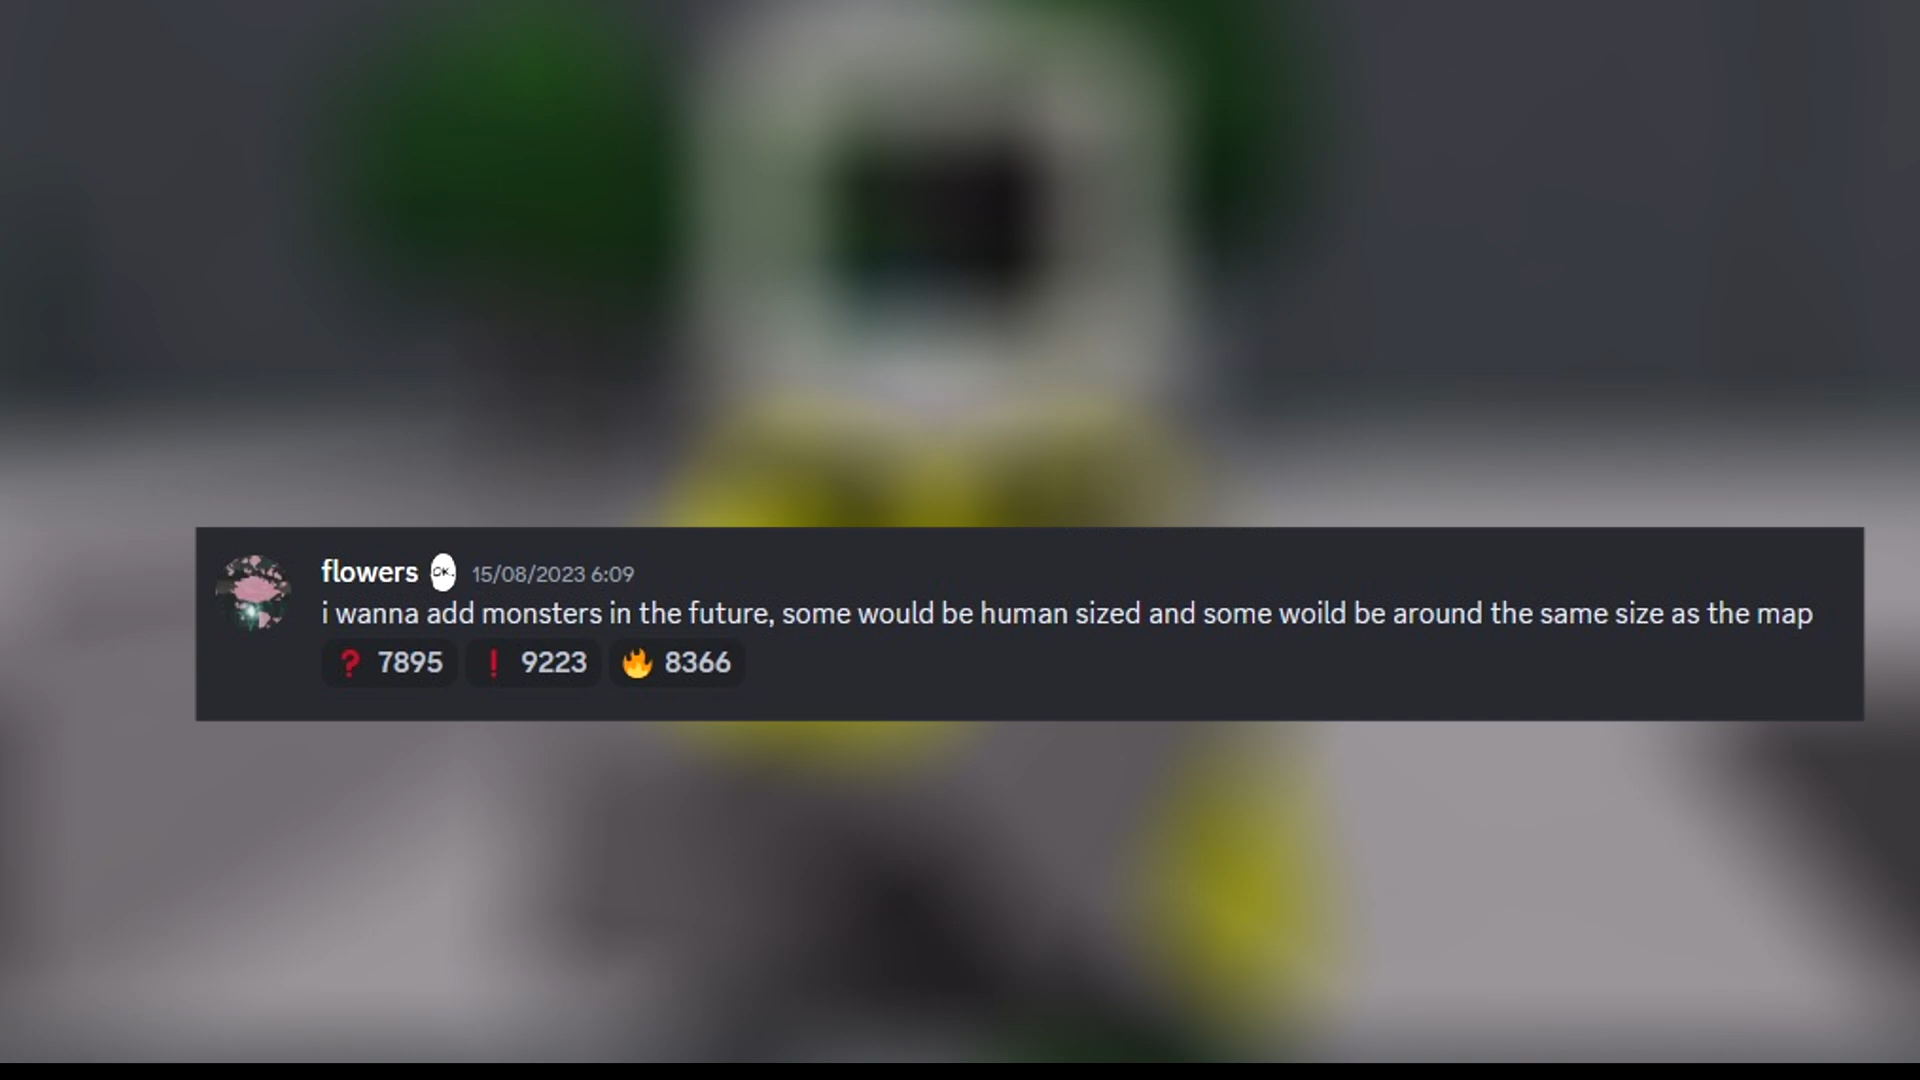 flowers OK. 15/08/2023 6:09
i wanna add monsters in the future, some would be human sized and some woild be around the same size as the map
❓ 7895 ❗ 9223 🔥 8366